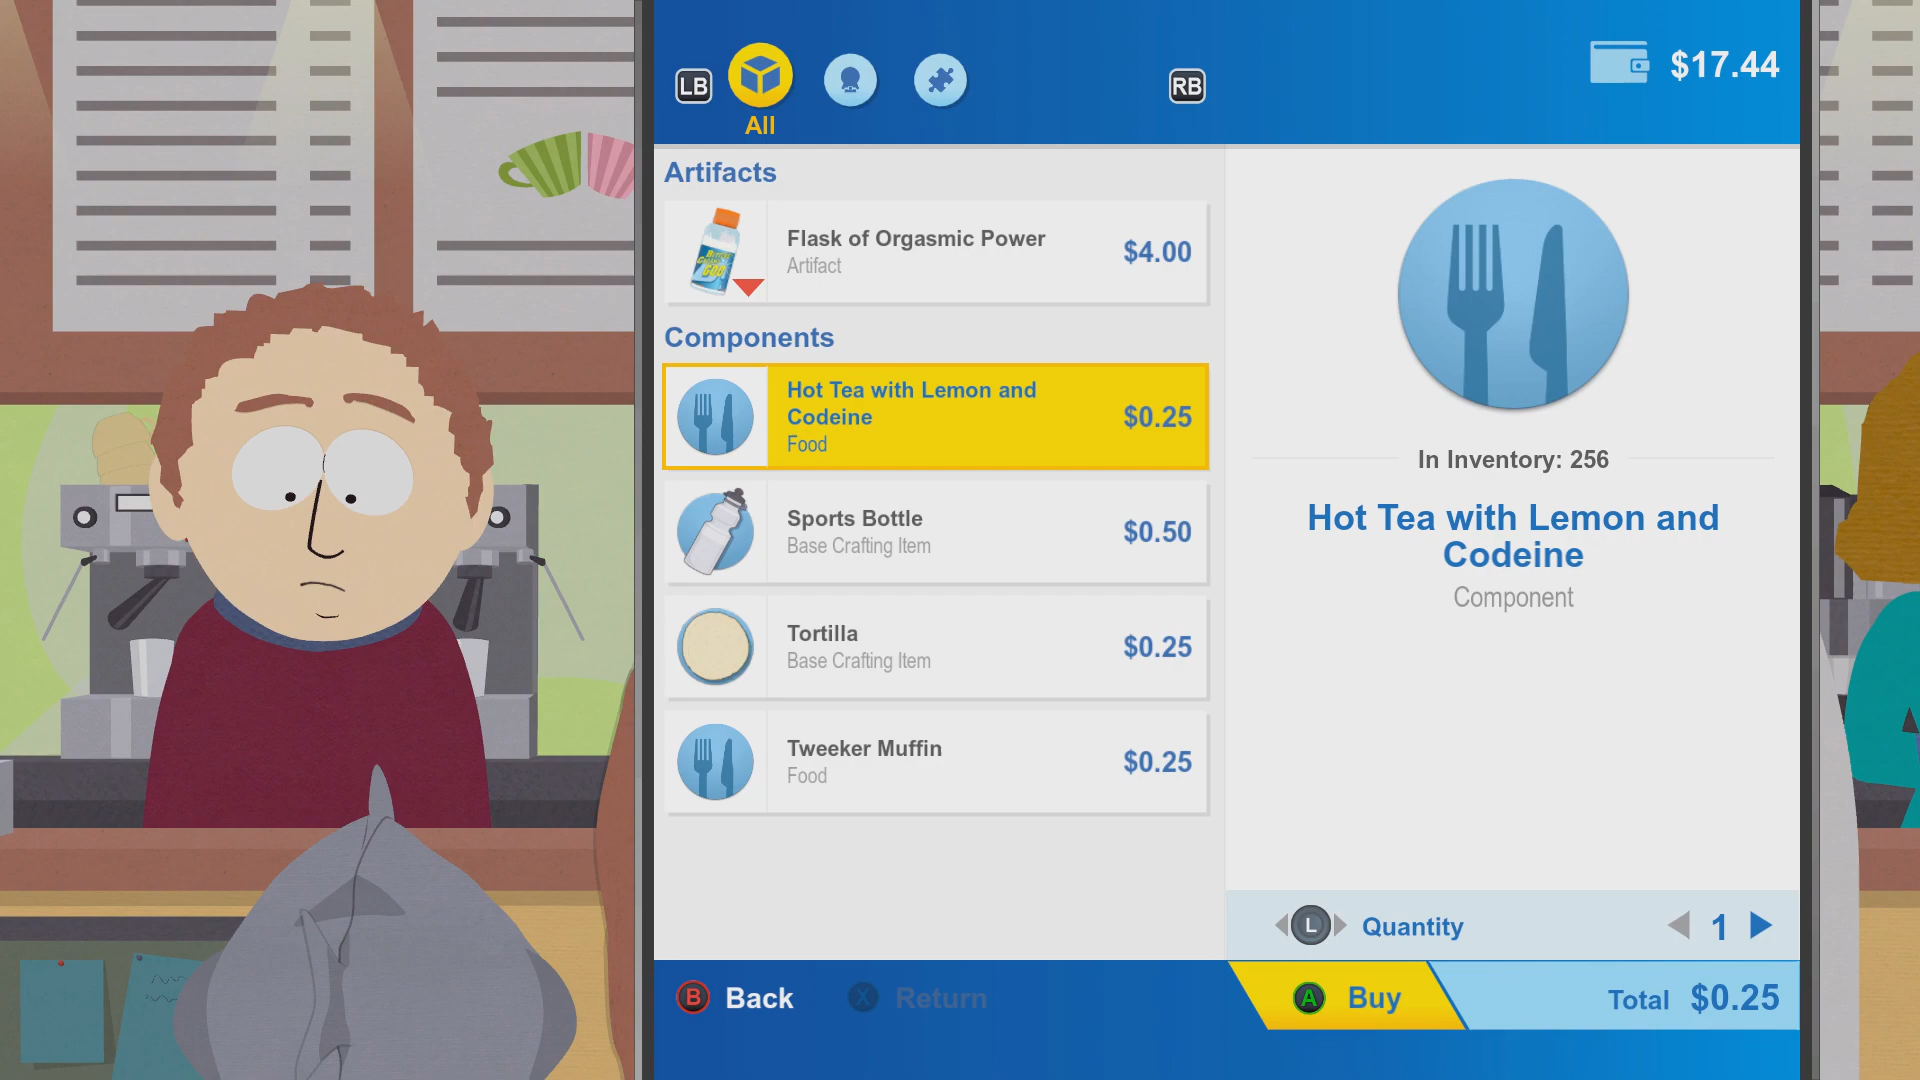 LB
RB
All
$17.44
Artifacts
Flask of Orgasmic Power
Artifact
$4.00
Components
Hot Tea with Lemon and
Codeine
Food
$0.25
Sports Bottle
Base Crafting Item
$0.50
Tortilla
Base Crafting Item
$0.25
Tweeker Muffin
Food
$0.25
In Inventory: 256
Hot Tea with Lemon and
Codeine
Component
L
Quantity
1
B
Back
X
Return
A
Buy
Total
$0.25